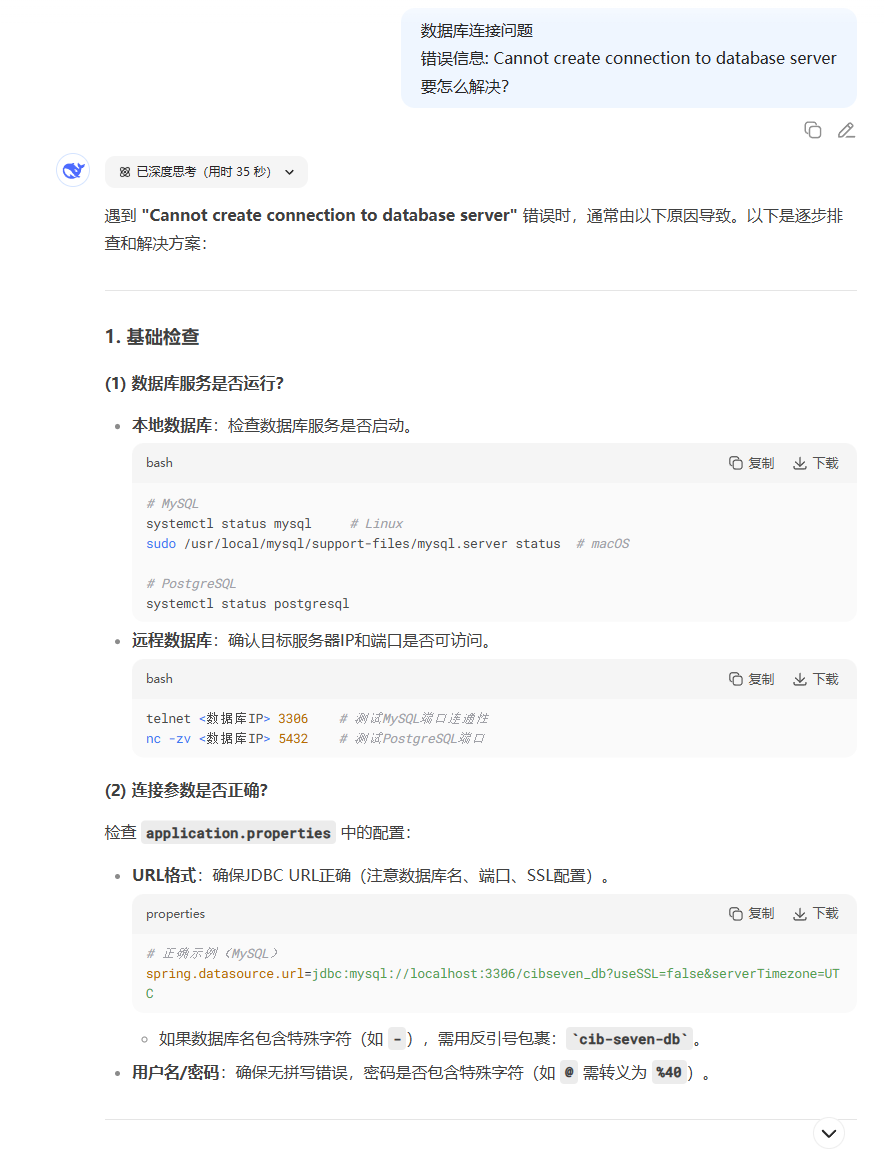 数据库连接问题
错误信息: Cannot create connection to database server
要怎么解决？
已深度思考（用时 35 秒）
遇到 "Cannot create connection to database server" 错误时，通常由以下原因导致。以下是逐步排
查和解决方案：
1. 基础检查
(1) 数据库服务是否运行？
本地数据库：检查数据库服务是否启动。
bash 复制 下载
# MySQL
systemctl status mysql     # Linux
sudo /usr/local/mysql/support-files/mysql.server status  # macOS
# PostgreSQL
systemctl status postgresql
远程数据库：确认目标服务器IP和端口是否可访问。
bash 复制 下载
telnet <数据库IP> 3306    # 测试MySQL端口连通性
nc -zv <数据库IP> 5432    # 测试PostgreSQL端口
(2) 连接参数是否正确？
检查 application.properties 中的配置：
URL格式：确保JDBC URL正确（注意数据库名、端口、SSL配置）。
properties 复制 下载
# 正确示例（MySQL）
spring.datasource.url=jdbc:mysql://localhost:3306/cibseven_db?useSSL=false&serverTimezone=UT
C
如果数据库名包含特殊字符（如 -），需用反引号包裹：`cib-seven-db`。
用户名/密码：确保无拼写错误，密码是否包含特殊字符（如 @ 需转义为 %40）。